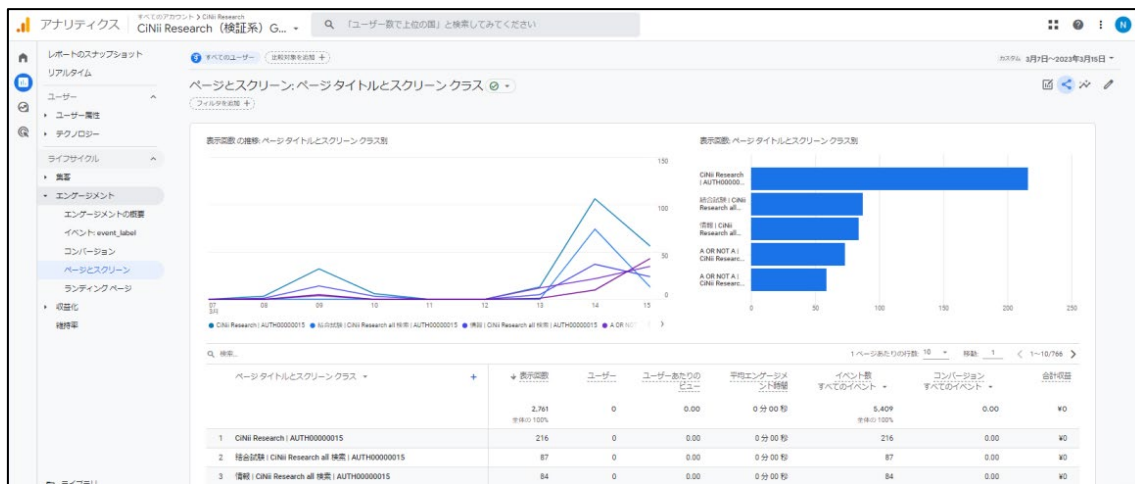 アナリティクス
すべてのアカウント > CiNii Research
CiNii Research（検証系）G...
「ユーザー数で上位の国」と検索してみてください
N
レポートのスナップショット
リアルタイム
ユーザー
ユーザー属性
テクノロジー
ライフサイクル
集客
エンゲージメント
エンゲージメントの概要
イベント: event_label
コンバージョン
ページとスクリーン
ランディング ページ
収益化
維持率
ライブラリ
すべてのユーザー
比較対象を追加 +
カスタム 3月7日～2023年3月15日
ページとスクリーン: ページ タイトルとスクリーン クラス
フィルタを追加 +
表示回数 の推移: ページ タイトルとスクリーン クラス別
150
100
50
0
07
3月
08
09
10
11
12
13
14
15
CiNii Research | AUTH00000015
結合試験 | CiNii Research all 検索 | AUTH00000015
情報 | CiNii Research all 検索 | AUTH00000015
A OR NOT
表示回数: ページ タイトルとスクリーン クラス別
CiNii Research
| AUTH00000...
結合試験 | CiNii
Research all...
情報 | CiNii
Research all...
A OR NOT A |
CiNii Researc...
A OR NOT A |
CiNii Researc...
0 50 100 150 200 250
検索...
1 ページあたりの行数: 10 移動: 1 1～10/766
ページ タイトルとスクリーン クラス +
表示回数
ユーザー
ユーザーあたりの
ビュー
平均エンゲージメ
ント時間
イベント数
すべてのイベント
コンバージョン
すべてのイベント
合計収益
2,761 0 0.00 0 分 00 秒 5,409 0.00 ¥0
全体の 100% 全体の 100%
1 CiNii Research | AUTH00000015 216 0 0.00 0 分 00 秒 216 0.00 ¥0
2 結合試験 | CiNii Research all 検索 | AUTH00000015 87 0 0.00 0 分 00 秒 87 0.00 ¥0
3 情報 | CiNii Research all 検索 | AUTH00000015 84 0 0.00 0 分 00 秒 84 0.00 ¥0